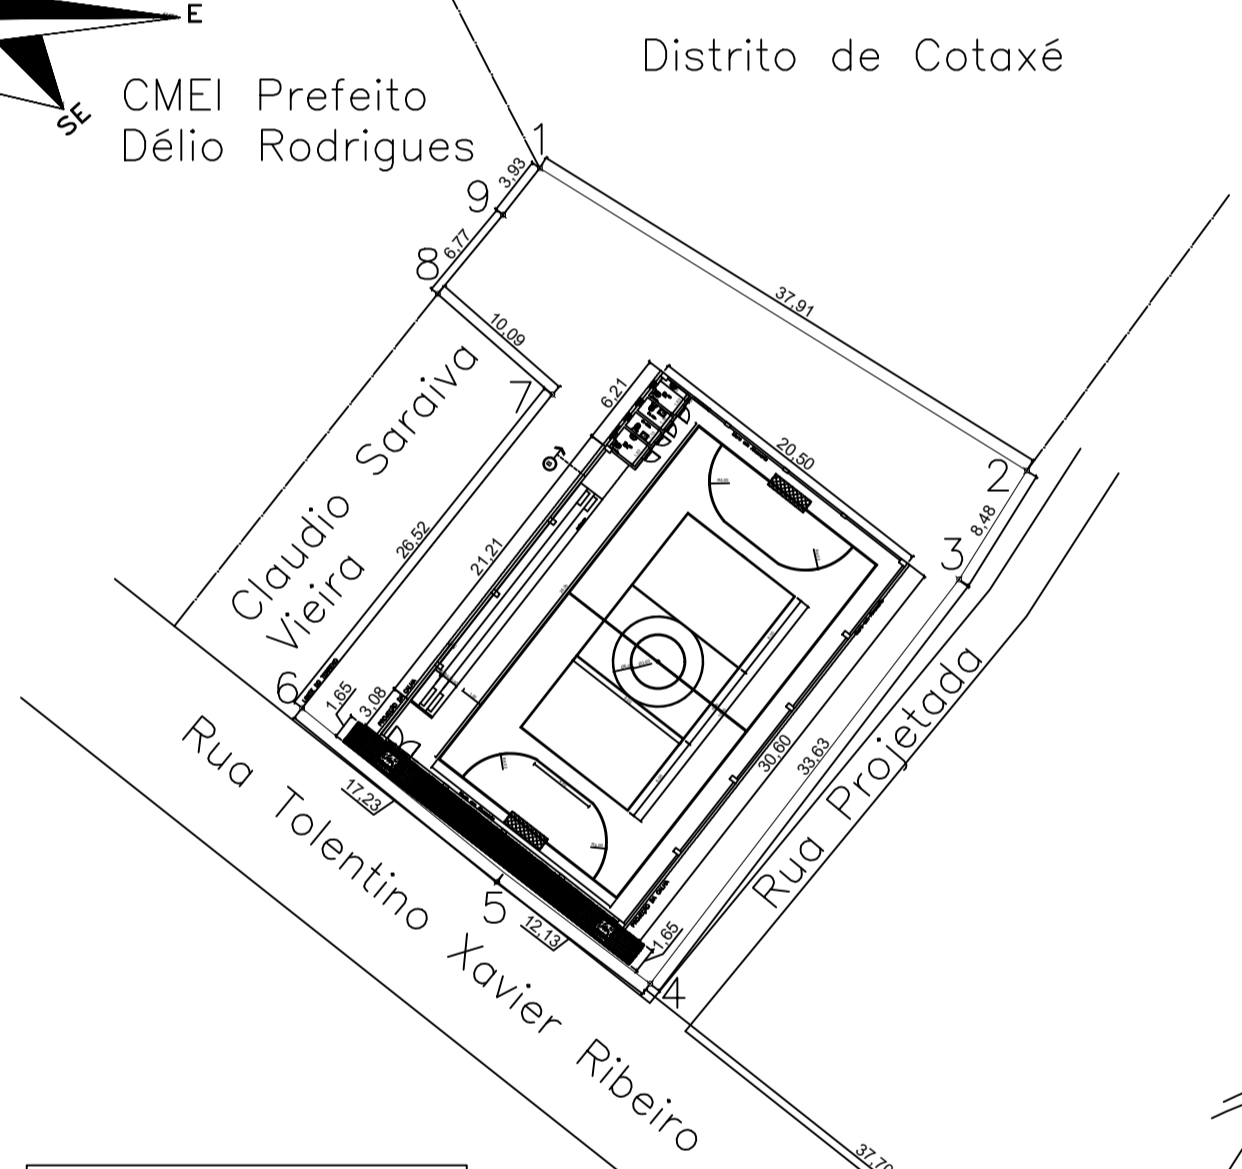 E
SE
Distrito de Cotaxé
CMEI Prefeito
Délio Rodrigues
1
3,93
9
6,77
8
10,09
37,91
7
6,21
20,50
2
8,48
3
Claudio Saraiva
Vieira
26,52
21,21
6
1,65
3,08
17,23
30,60
33,63
Rua Projetada
Rua Tolentino Xavier Ribeiro
5
12,13
1,65
4
37,70